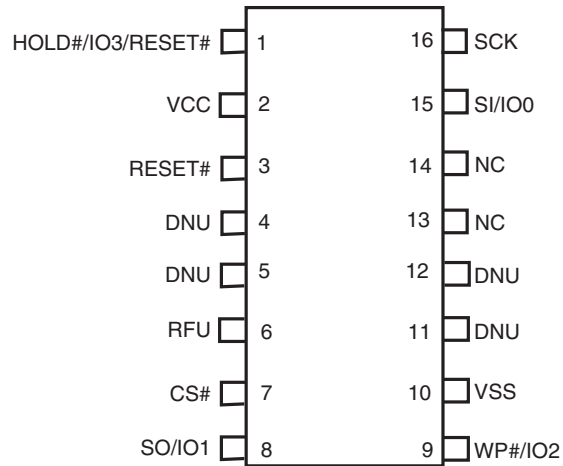 HOLD#/IO3/RESET# 1 16 SCK
VCC 2 15 SI/IO0
RESET# 3 14 NC
DNU 4 13 NC
DNU 5 12 DNU
RFU 6 11 DNU
CS# 7 10 VSS
SO/IO1 8 9 WP#/IO2